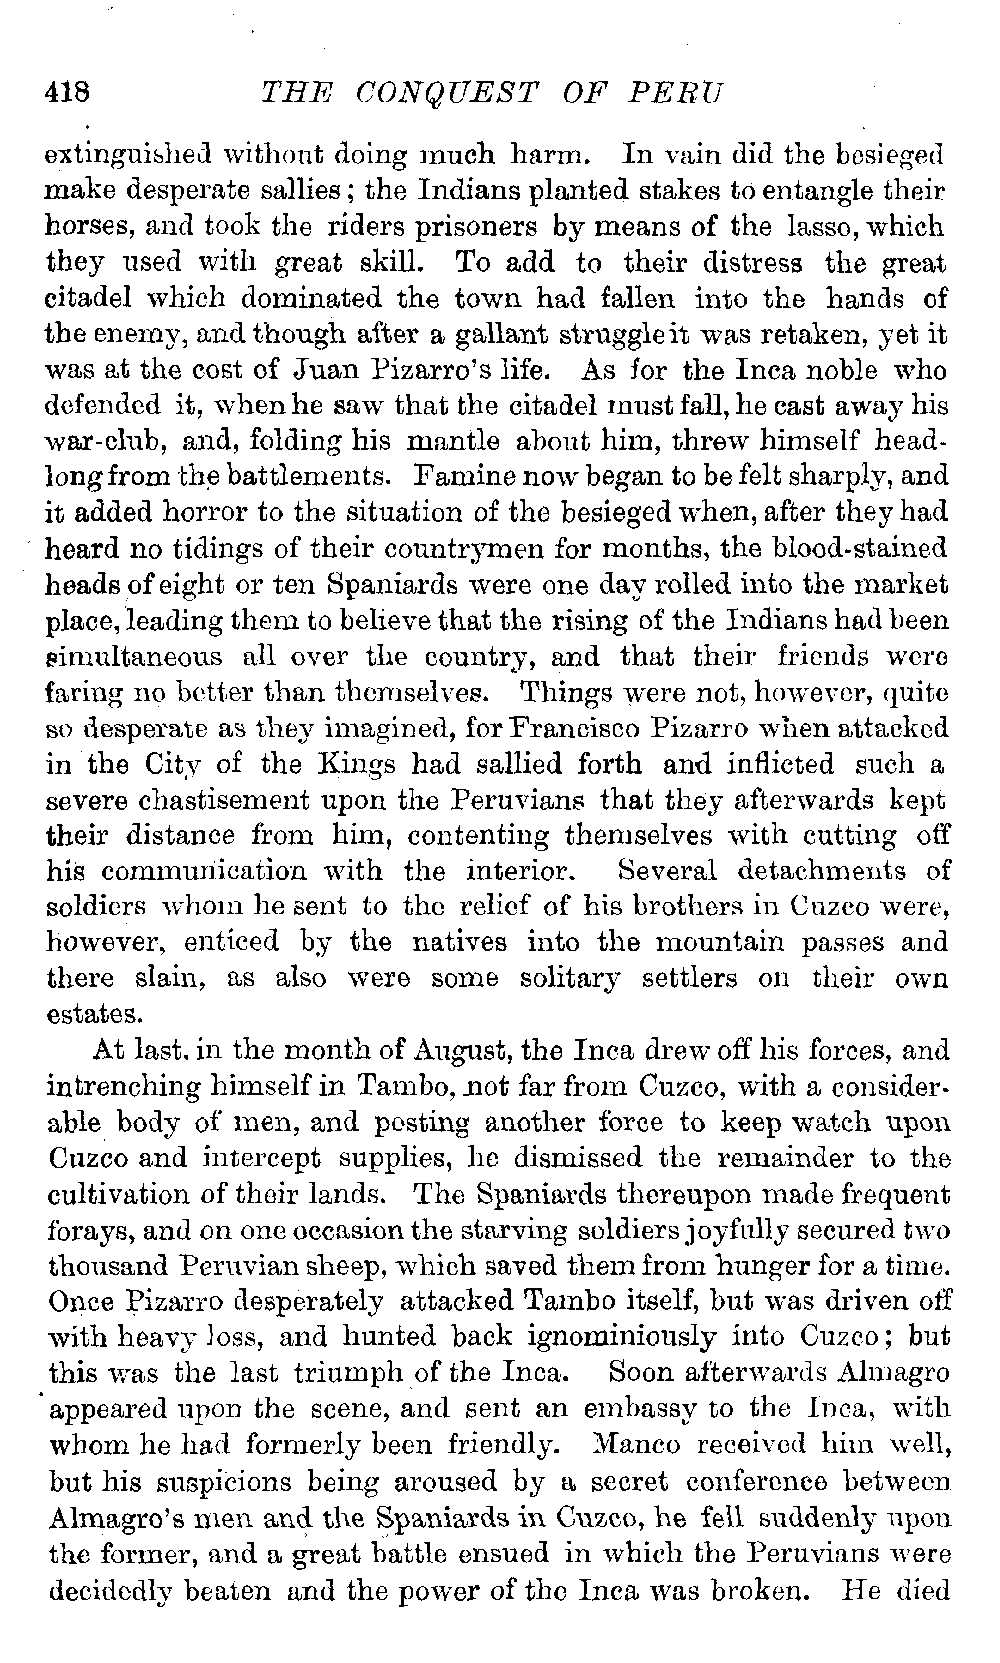 418 THE CONQUEST OF PERU
extinguished without doing much harm. In vain did the besieged
make desperate sallies; the Indians planted stakes to entangle their
horses, and took the riders prisoners by means of the lasso, which
they used with great skill. To add to their distress the great
citadel which dominated the town had fallen into the hands of
the enemy, and though after a gallant struggle it was retaken, yet it
was at the cost of Juan Pizarro's life. As for the Inca noble who
defended it, when he saw that the citadel must fall, he cast away his
war-club, and, folding his mantle about him, threw himself head-
long from the battlements. Famine now began to be felt sharply, and
it added horror to the situation of the besieged when, after they had
heard no tidings of their countrymen for months, the blood-stained
heads of eight or ten Spaniards were one day rolled into the market
place, leading them to believe that the rising of the Indians had been
simultaneous all over the country, and that their friends were
faring no better than themselves. Things were not, however, quite
so desperate as they imagined, for Francisco Pizarro when attacked
in the City of the Kings had sallied forth and inflicted such a
severe chastisement upon the Peruvians that they afterwards kept
their distance from him, contenting themselves with cutting off
his communication with the interior. Several detachments of
soldiers whom he sent to the relief of his brothers in Cuzco were,
however, enticed by the natives into the mountain passes and
there slain, as also were some solitary settlers on their own
estates.
At last, in the month of August, the Inca drew off his forces, and
intrenching himself in Tambo, not far from Cuzco, with a consider-
able body of men, and posting another force to keep watch upon
Cuzco and intercept supplies, he dismissed the remainder to the
cultivation of their lands. The Spaniards thereupon made frequent
forays, and on one occasion the starving soldiers joyfully secured two
thousand Peruvian sheep, which saved them from hunger for a time.
Once Pizarro desperately attacked Tambo itself, but was driven off
with heavy loss, and hunted back ignominiously into Cuzco; but
this was the last triumph of the Inca. Soon afterwards Almagro
appeared upon the scene, and sent an embassy to the Inca, with
whom he had formerly been friendly. Manco received him well,
but his suspicions being aroused by a secret conference between
Almagro's men and the Spaniards in Cuzco, he fell suddenly upon
the former, and a great battle ensued in which the Peruvians were
decidedly beaten and the power of the Inca was broken. He died